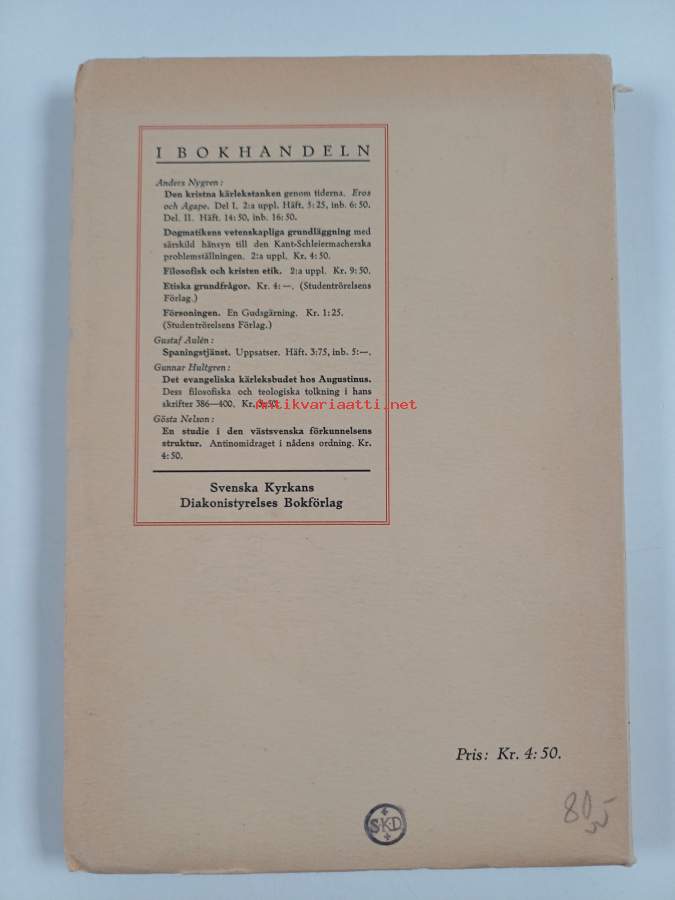 I BOKHANDELN
Anders Nygren:
Den kristna kärlekstanken genom tiderna. Eros
och Agape. Del I. 2:a uppl. Häft. 5:25, inb. 6:50.
Del. II. Häft. 14:50, inb. 16:50.
Dogmatikens vetenskapliga grundläggning med
särskild hänsyn till den Kant-Schleiermacherska
problemställningen. 2:a uppl. Kr. 4:50.
Filosofisk och kristen etik. 2:a uppl. Kr. 9:50.
Etiska grundfrågor. Kr. 4:—. (Studentrörelsens
Förlag.)
Försoningen. En Gudsgärning. Kr. 1:25.
(Studentrörelsens Förlag.)
Gustaf Aulén:
Spaningstjänst. Uppsatser. Häft. 3:75, inb. 5:—.
Gunnar Hultgren:
Det evangeliska kärleksbudet hos Augustinus.
Dess filosofiska och teologiska tolkning i hans
skrifter 386—400. Kr.
Antikvariaatti.net
Gösta Nelson:
En studie i den västsvenska förkunnelsens
struktur. Antinomidraget i nådens ordning. Kr.
4:50.
Svenska Kyrkans
Diakonistyrelses Bokförlag
Pris: Kr. 4:50.
80
S·K·D